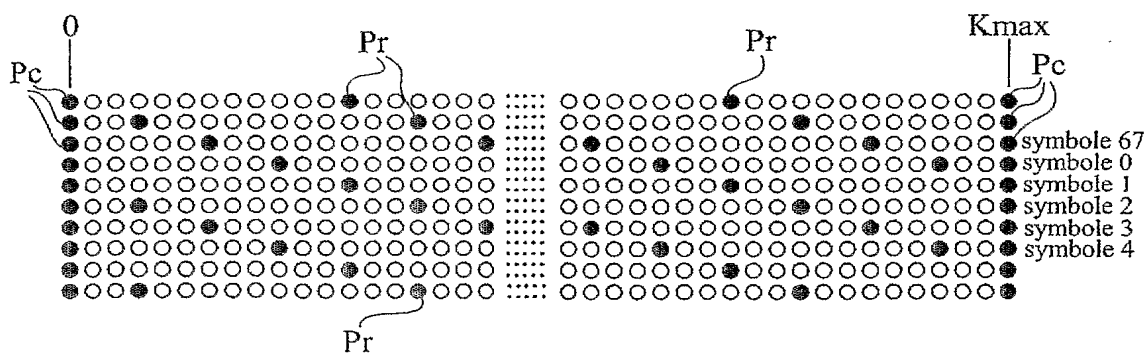 0
Kmax
Pr
Pr
Pc
Pc
symbole 67
symbole 0
symbole 1
symbole 2
symbole 3
symbole 4
Pr